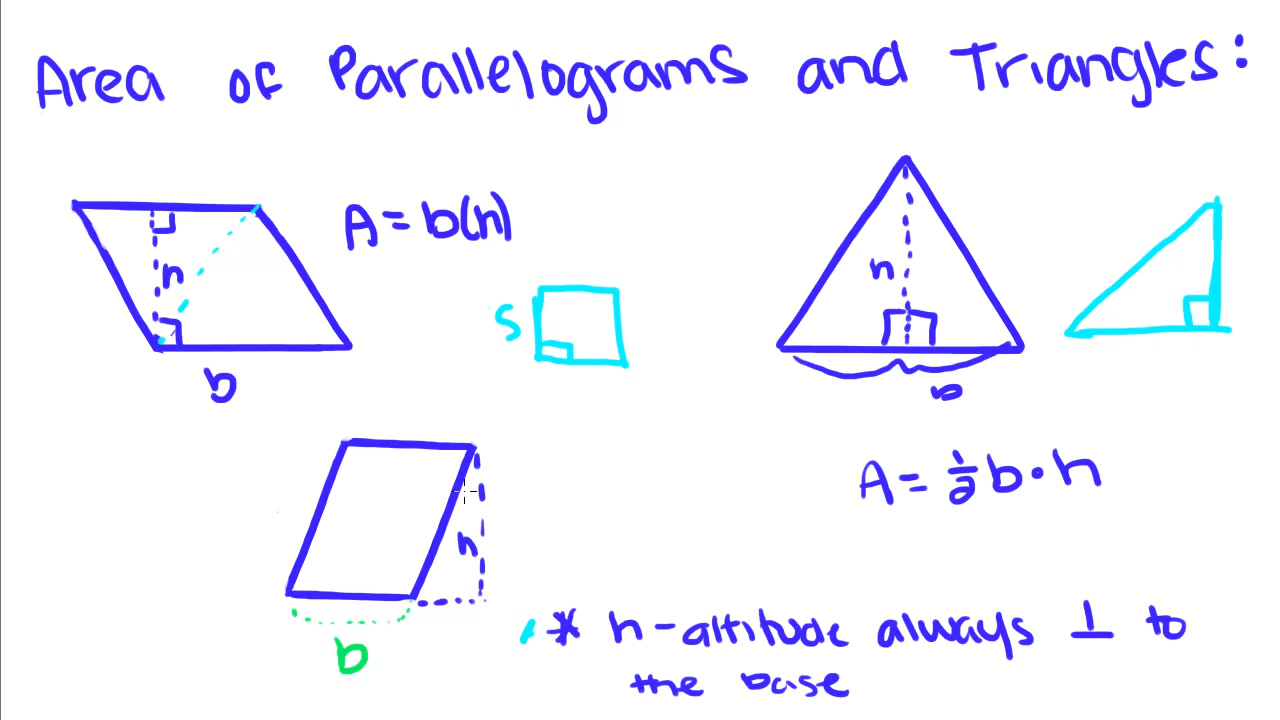 Area of Parallelograms and Triangles:
A = b(h)
h
b
S
h
b
A = 1/2 b · h
h
b
* h - altitude always ⊥ to
the base